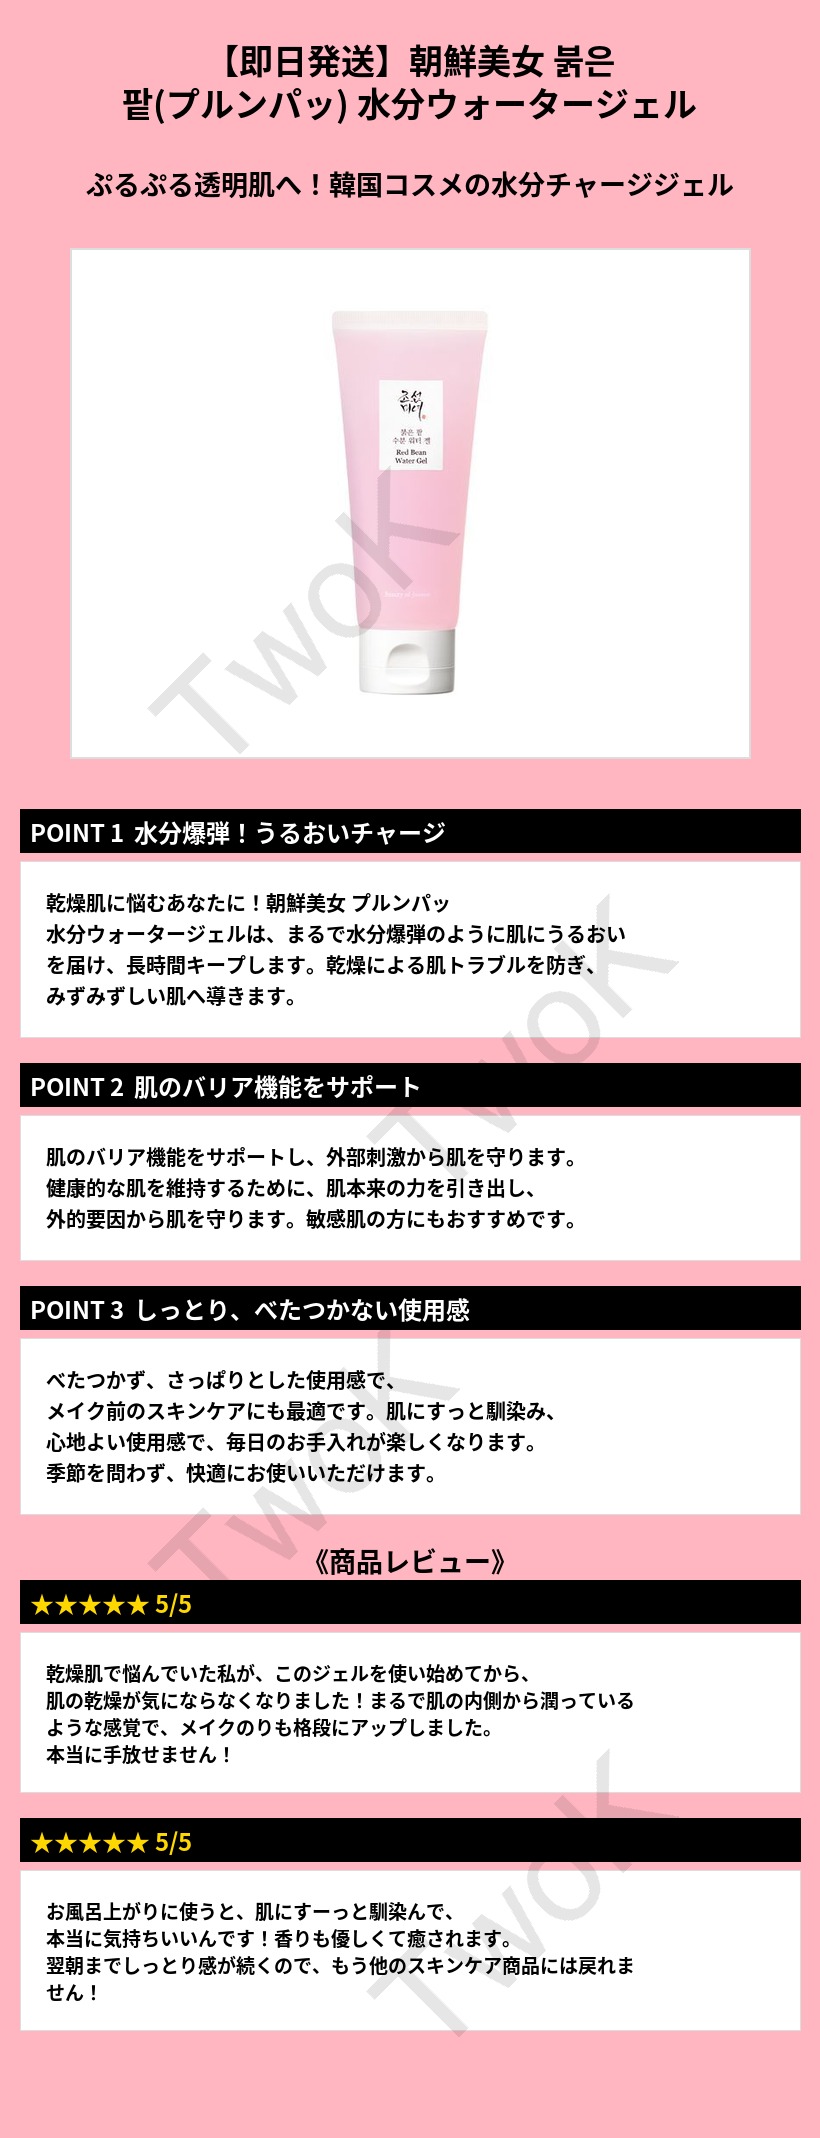 【即日発送】朝鮮美女 붉은
팥(プルンパッ) 水分ウォータージェル
ぷるぷる透明肌へ！韓国コスメの水分チャージジェル
조선
미녀
붉은 팥
수분 워터 젤
Red Bean
Water Gel
TwoK
POINT 1 水分爆弾！うるおいチャージ
乾燥肌に悩むあなたに！朝鮮美女 プルンパッ
水分ウォータージェルは、まるで水分爆弾のように肌にうるおい
を届け、長時間キープします。乾燥による肌トラブルを防ぎ、
みずみずしい肌へ導きます。
TwoK
POINT 2 肌のバリア機能をサポート
肌のバリア機能をサポートし、外部刺激から肌を守ります。
健康的な肌を維持するために、肌本来の力を引き出し、
外的要因から肌を守ります。敏感肌の方にもおすすめです。
POINT 3 しっとり、べたつかない使用感
べたつかず、さっぱりとした使用感で、
メイク前のスキンケアにも最適です。肌にすっと馴染み、
心地よい使用感で、毎日のお手入れが楽しくなります。
季節を問わず、快適にお使いいただけます。
TwoK
《商品レビュー》
★★★★★ 5/5
乾燥肌で悩んでいた私が、このジェルを使い始めてから、
肌の乾燥が気にならなくなりました！まるで肌の内側から潤っている
ような感覚で、メイクのりも格段にアップしました。
本当に手放せません！
★★★★★ 5/5
お風呂上がりに使うと、肌にすーっと馴染んで、
本当に気持ちいいんです！香りも優しくて癒されます。
翌朝までしっとり感が続くので、もう他のスキンケア商品には戻れま
せん！
TwoK